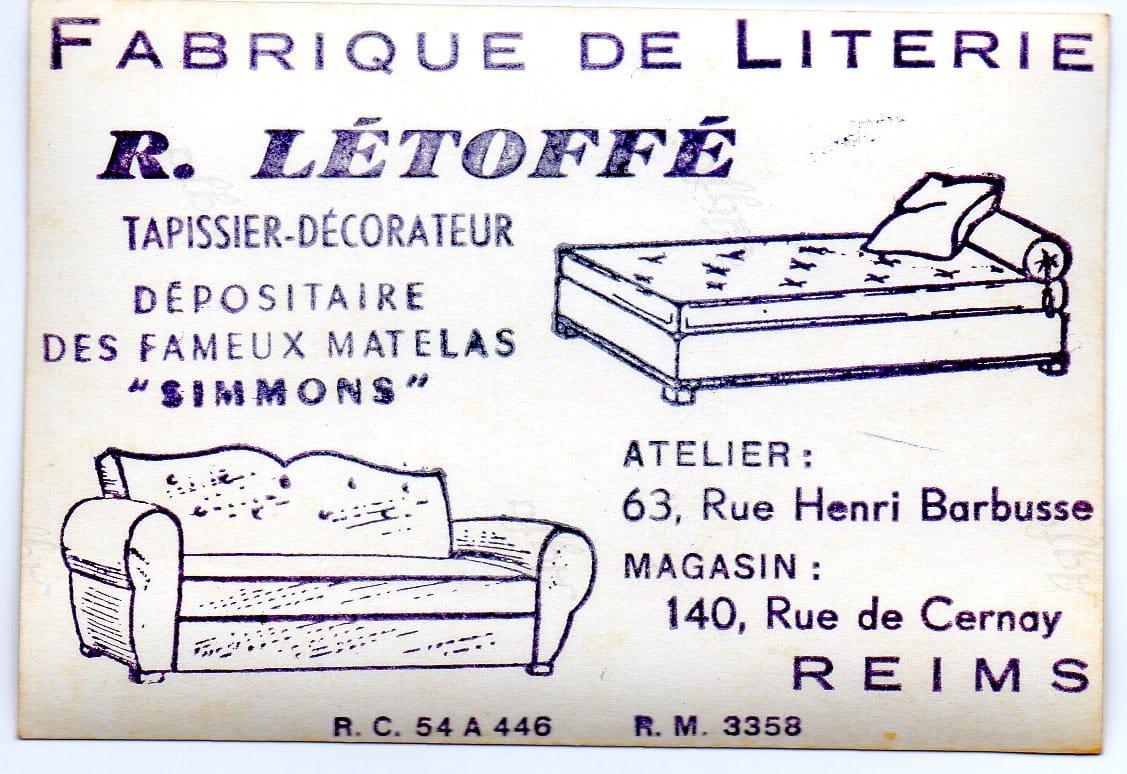 FABRIQUE DE LITERIE
R. LÉTOFFÉ
TAPISSIER-DÉCORATEUR
DÉPOSITAIRE
DES FAMEUX MATELAS
"SIMMONS"
ATELIER :
63, Rue Henri Barbusse
MAGASIN :
140, Rue de Cernay
REIMS
R. C. 54 A 446 R. M. 3358